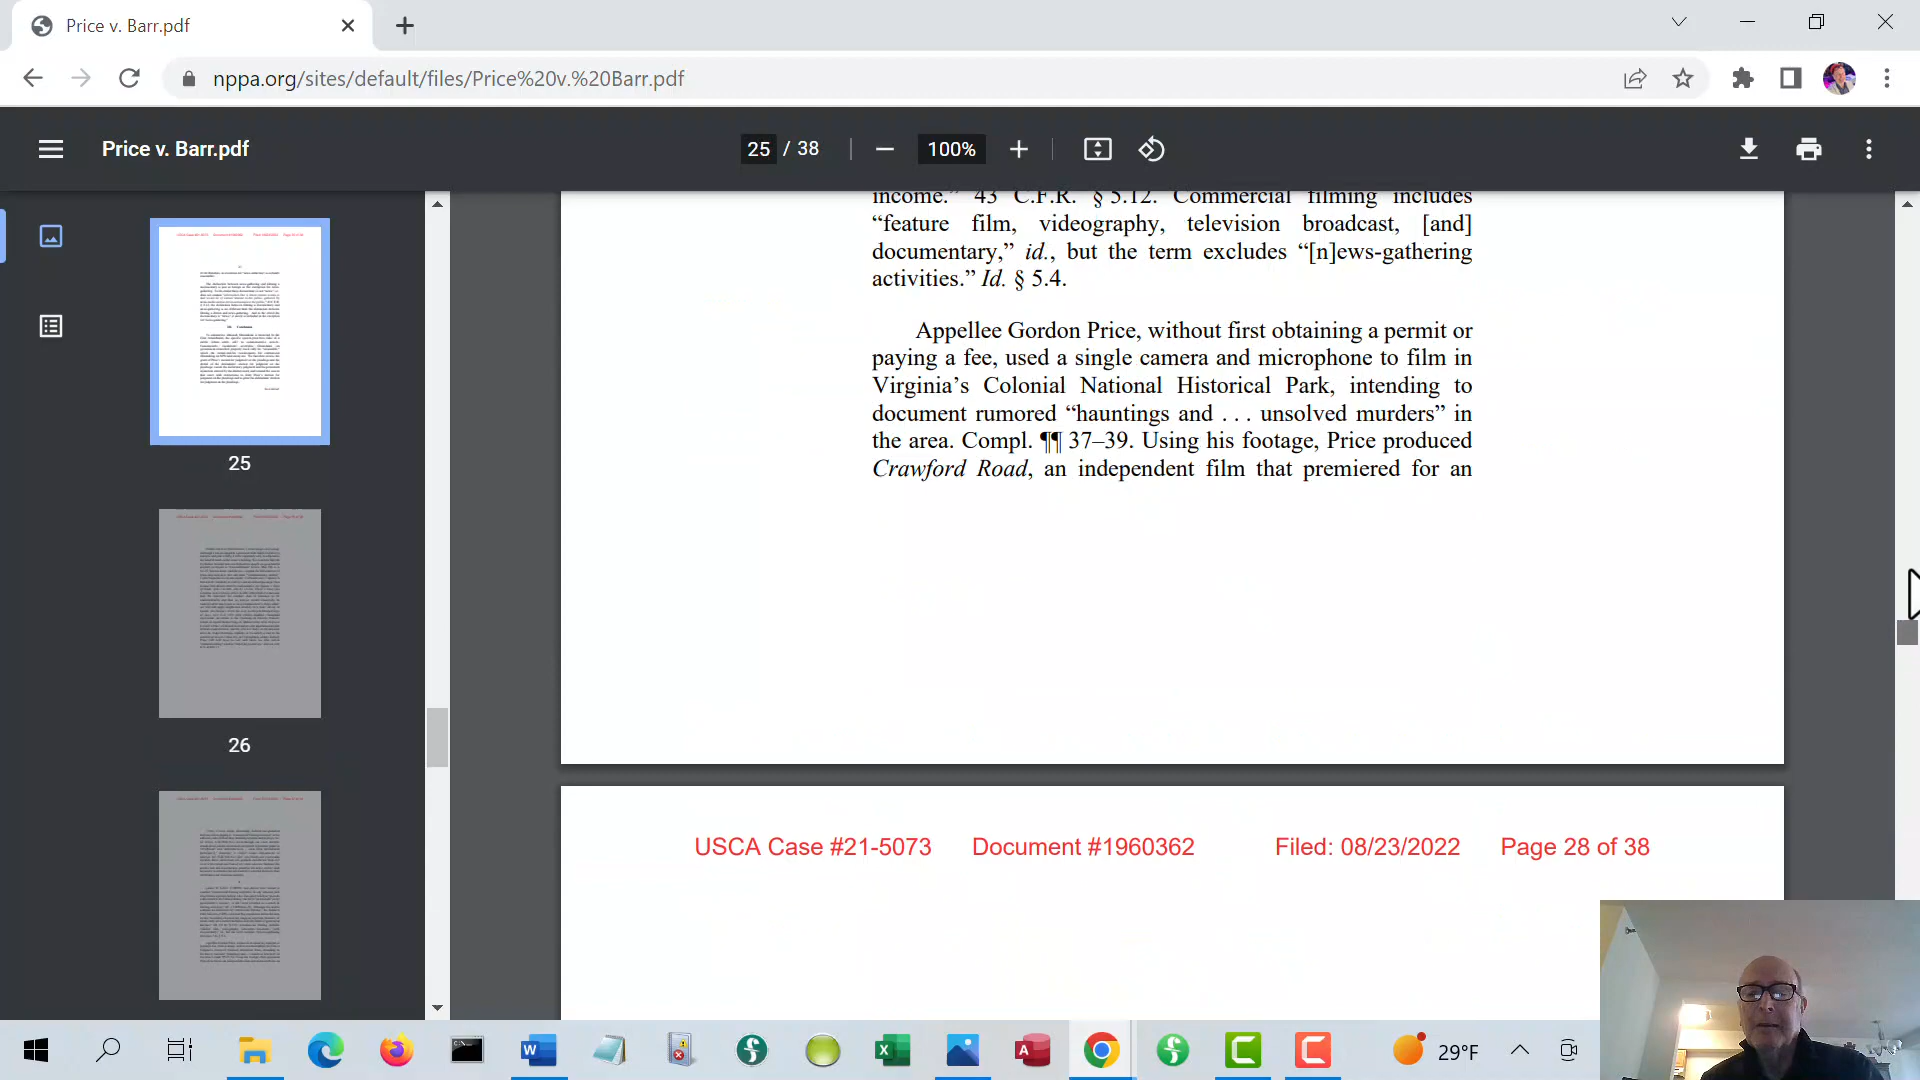 Price v. Barr.pdf
nppa.org/sites/default/files/Price%20v.%20Barr.pdf
Price v. Barr.pdf
25 / 38
100%
income.” 43 C.F.R. § 5.12. Commercial filming includes
“feature film, videography, television broadcast, [and]
documentary,” id., but the term excludes “[n]ews-gathering
activities.” Id. § 5.4.
Appellee Gordon Price, without first obtaining a permit or
paying a fee, used a single camera and microphone to film in
Virginia’s Colonial National Historical Park, intending to
document rumored “hauntings and . . . unsolved murders” in
the area. Compl. ¶¶ 37–39. Using his footage, Price produced
Crawford Road, an independent film that premiered for an
25
26
USCA Case #21-5073 Document #1960362 Filed: 08/23/2022 Page 28 of 38
29°F